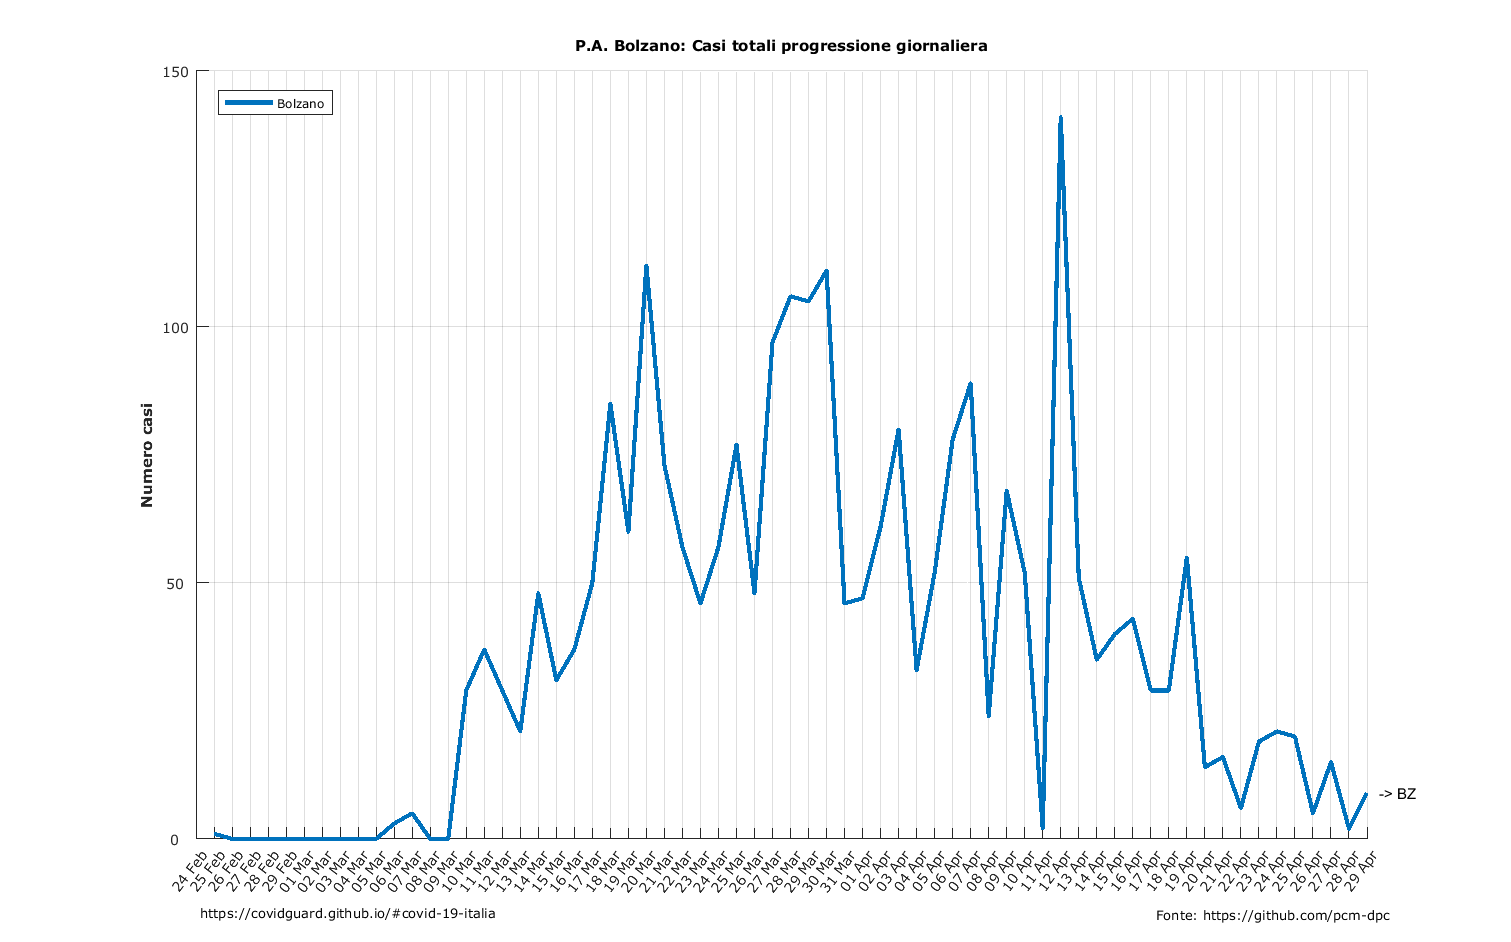 P.A. Bolzano: Casi totali progressione giornaliera
150
Bolzano
100
Numero casi
50
0
-> BZ
24 Feb
25 Feb
26 Feb
27 Feb
28 Feb
29 Feb
01 Mar
02 Mar
03 Mar
04 Mar
05 Mar
06 Mar
07 Mar
08 Mar
09 Mar
10 Mar
11 Mar
12 Mar
13 Mar
14 Mar
15 Mar
16 Mar
17 Mar
18 Mar
19 Mar
20 Mar
21 Mar
22 Mar
23 Mar
24 Mar
25 Mar
26 Mar
27 Mar
28 Mar
29 Mar
30 Mar
31 Mar
01 Apr
02 Apr
03 Apr
04 Apr
05 Apr
06 Apr
07 Apr
08 Apr
09 Apr
10 Apr
11 Apr
12 Apr
13 Apr
14 Apr
15 Apr
16 Apr
17 Apr
18 Apr
19 Apr
20 Apr
21 Apr
22 Apr
23 Apr
24 Apr
25 Apr
26 Apr
27 Apr
28 Apr
29 Apr
https://covidguard.github.io/#covid-19-italia
Fonte: https://github.com/pcm-dpc